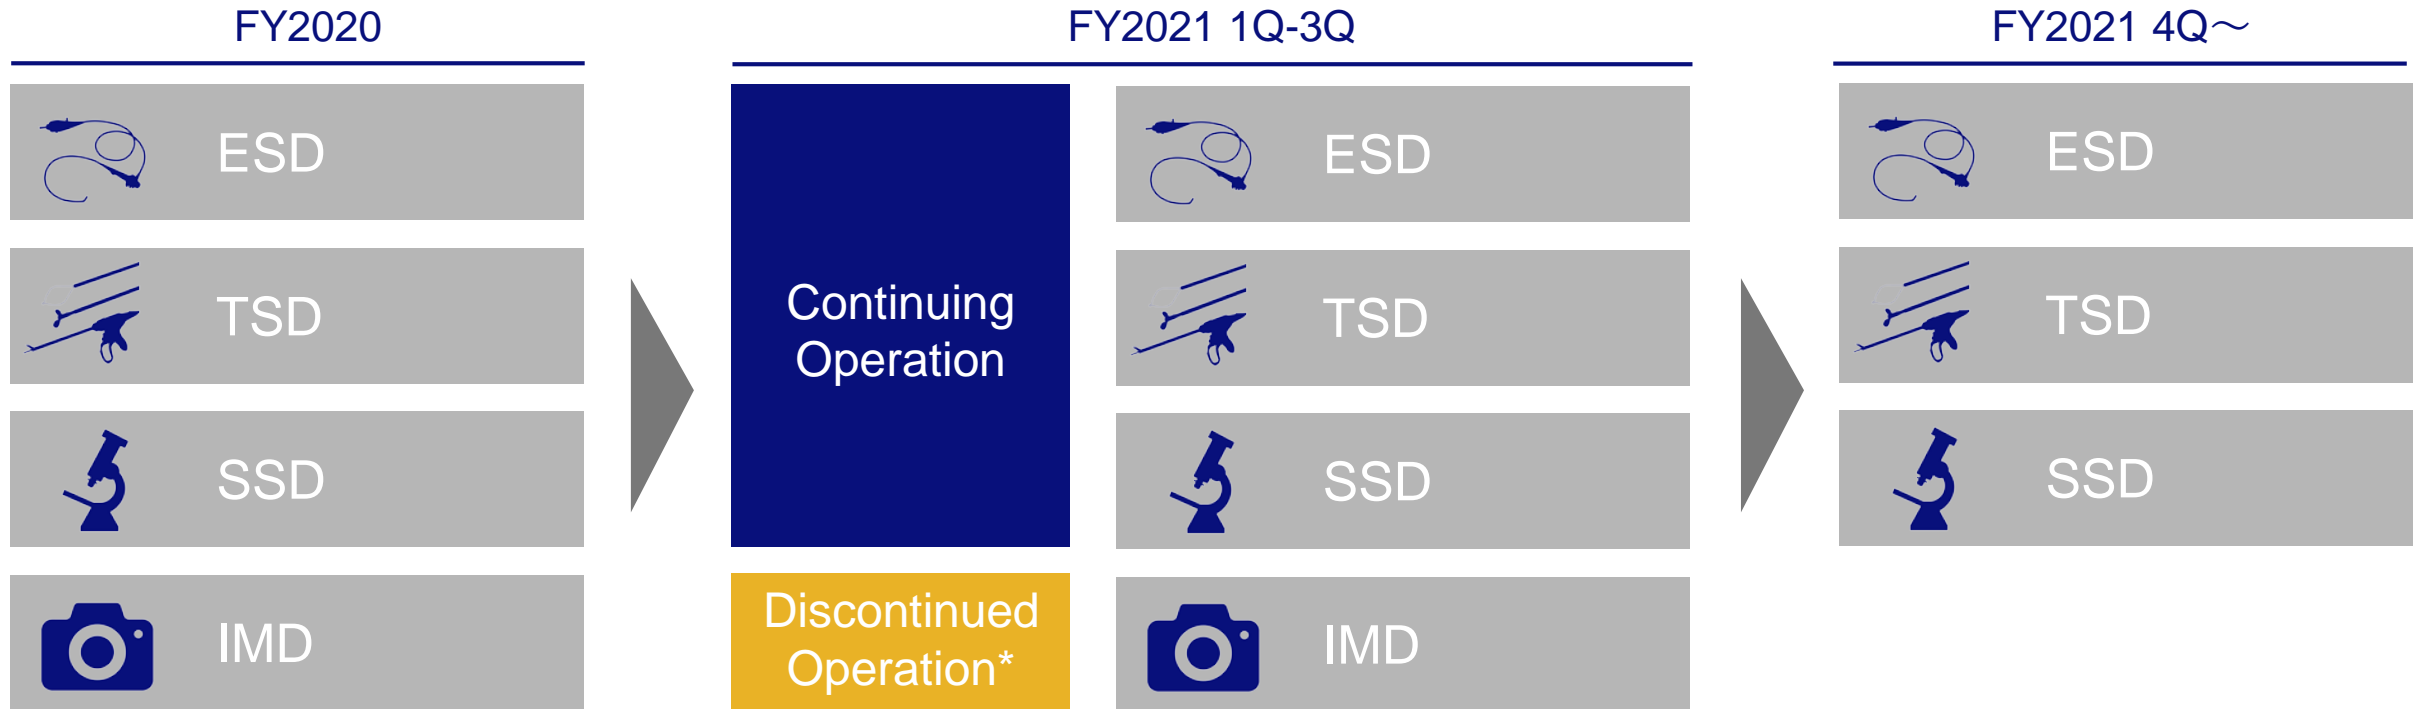 FY2020
ESD
TSD
SSD
IMD
FY2021 1Q-3Q
Continuing
Operation
Discontinued
Operation*
ESD
TSD
SSD
IMD
FY2021 4Q～
ESD
TSD
SSD